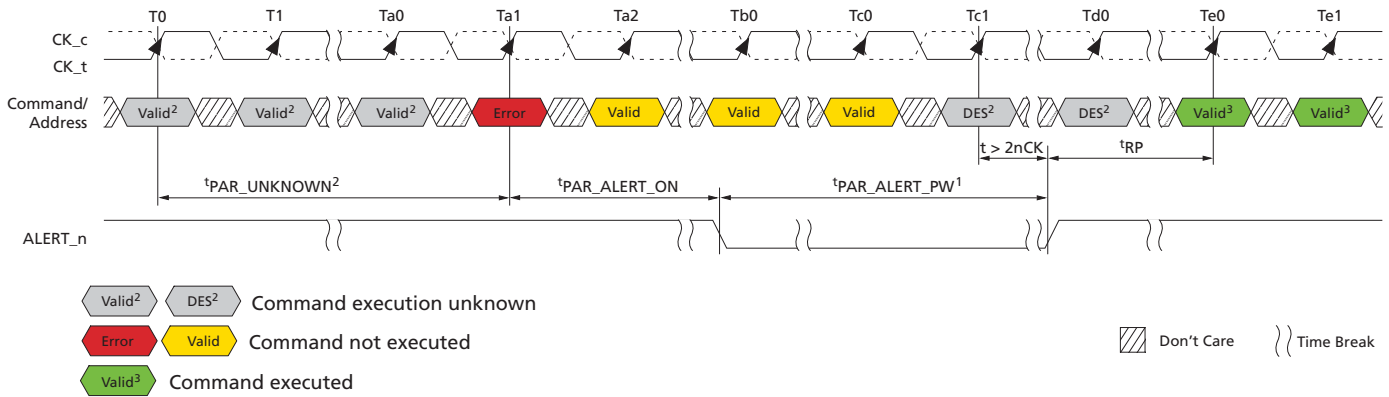 T0 T1 Ta0 Ta1 Ta2 Tb0 Tc0 Tc1 Td0 Te0 Te1
CK_c
CK_t
Command/
Address
Valid² Valid² Valid² Error Valid Valid Valid DES² DES² Valid³ Valid³
t > 2nCK ᵗRP
ᵗPAR_UNKNOWN² ᵗPAR_ALERT_ON ᵗPAR_ALERT_PW¹
ALERT_n
Valid² DES² Command execution unknown
Error Valid Command not executed Don't Care Time Break
Valid³ Command executed